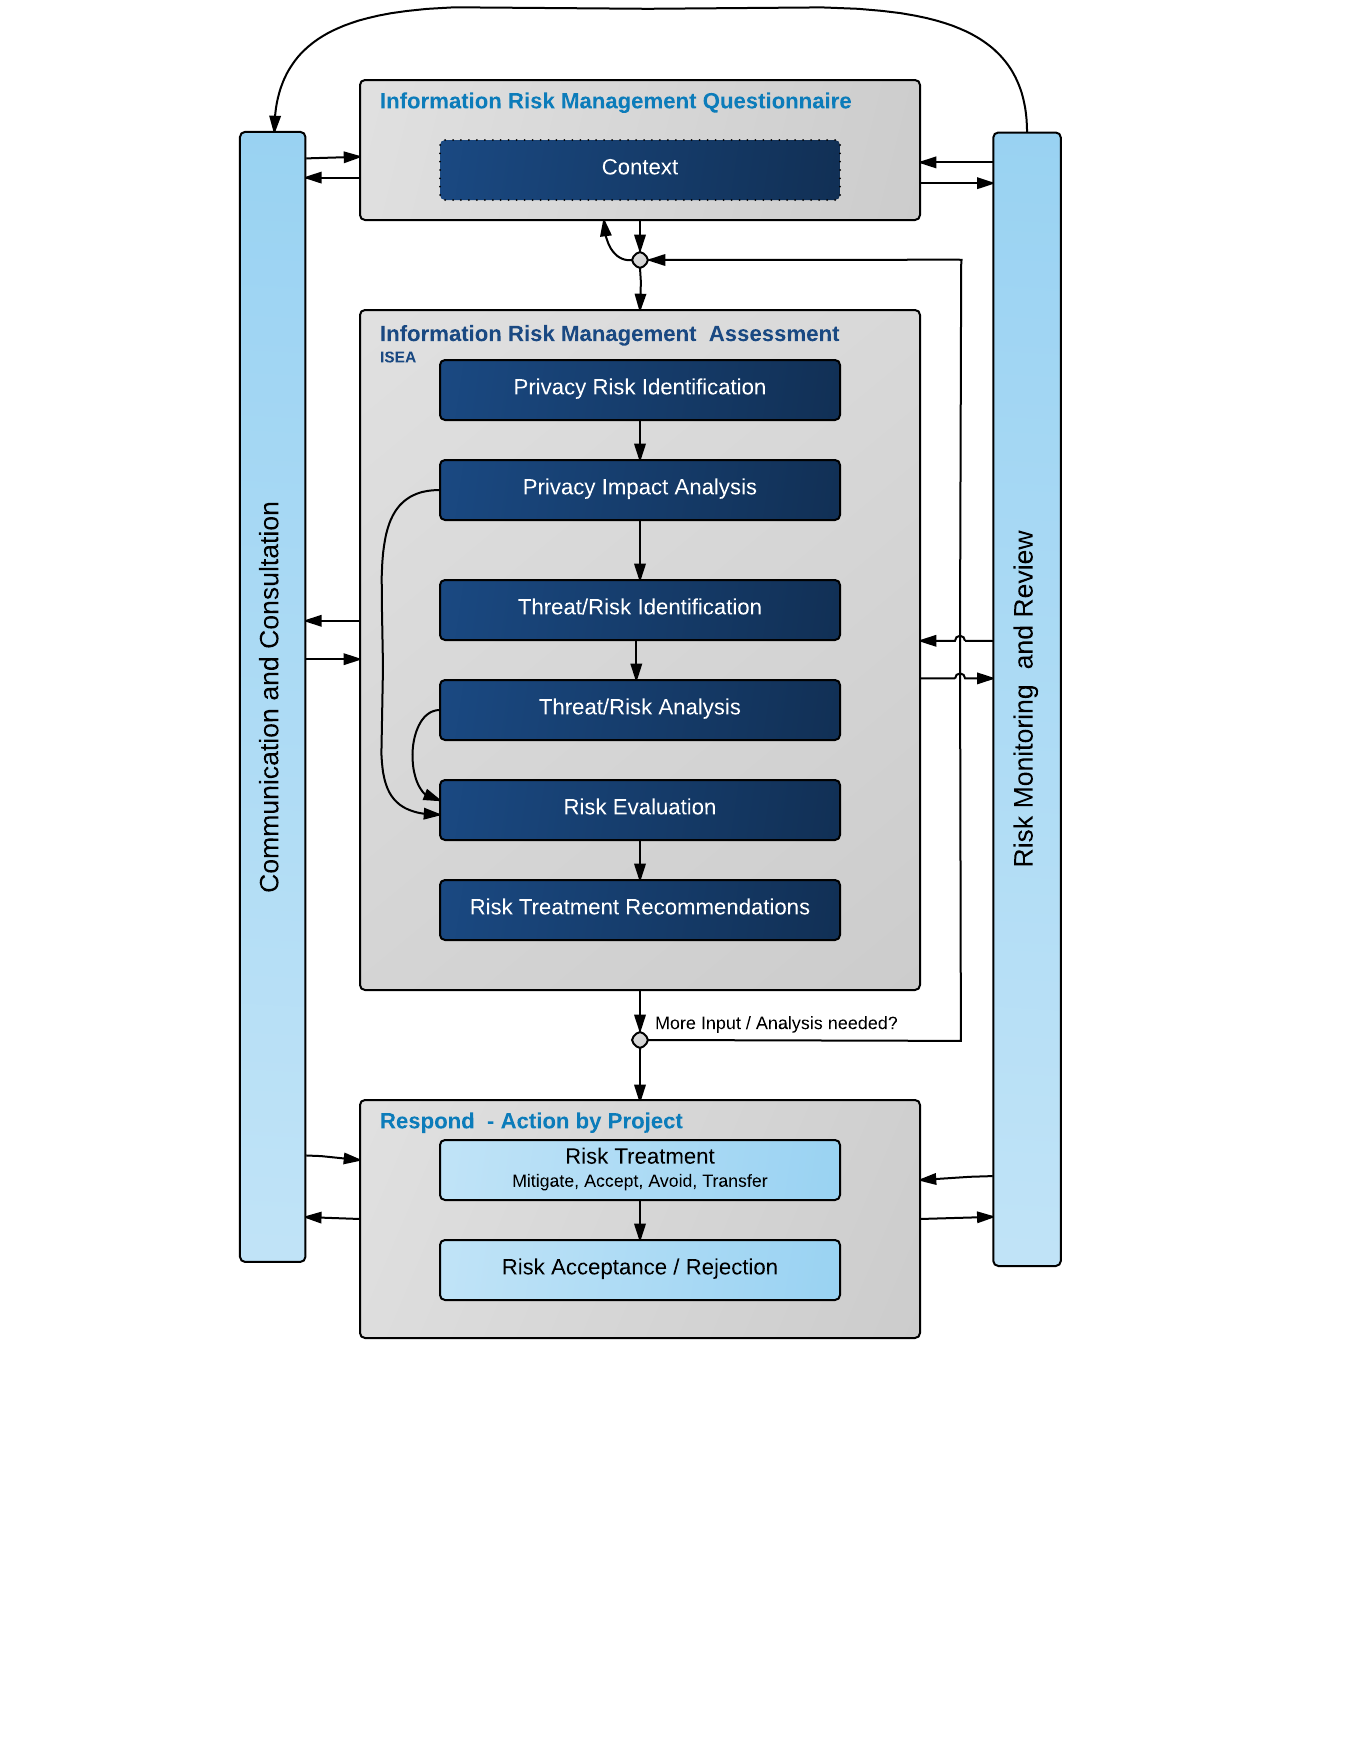 Information Risk Management Questionnaire
Context
Information Risk Management  Assessment
ISEA
Privacy Risk Identification
Privacy Impact Analysis
Threat/Risk Identification
Threat/Risk Analysis
Risk Evaluation
Risk Treatment Recommendations
Communication and Consultation
Risk Monitoring  and Review
More Input / Analysis needed?
Respond  - Action by Project
Risk Treatment
Mitigate, Accept, Avoid, Transfer
Risk Acceptance / Rejection